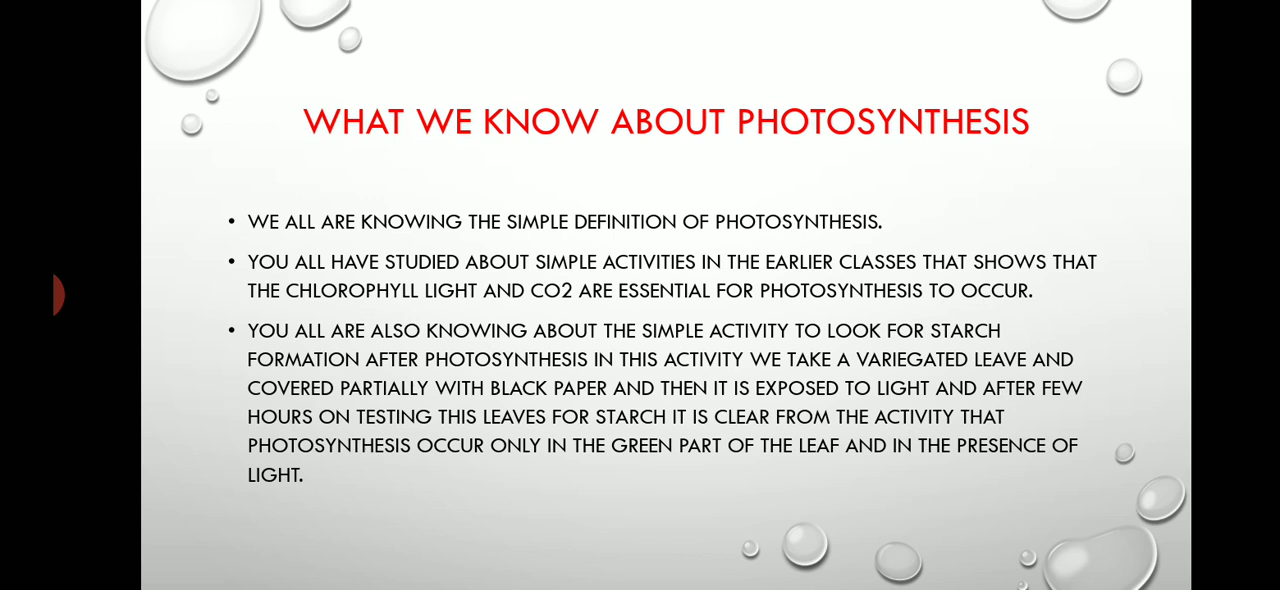 WHAT WE KNOW ABOUT PHOTOSYNTHESIS
• WE ALL ARE KNOWING THE SIMPLE DEFINITION OF PHOTOSYNTHESIS.
• YOU ALL HAVE STUDIED ABOUT SIMPLE ACTIVITIES IN THE EARLIER CLASSES THAT SHOWS THAT
THE CHLOROPHYLL LIGHT AND CO2 ARE ESSENTIAL FOR PHOTOSYNTHESIS TO OCCUR.
• YOU ALL ARE ALSO KNOWING ABOUT THE SIMPLE ACTIVITY TO LOOK FOR STARCH
FORMATION AFTER PHOTOSYNTHESIS IN THIS ACTIVITY WE TAKE A VARIEGATED LEAVE AND
COVERED PARTIALLY WITH BLACK PAPER AND THEN IT IS EXPOSED TO LIGHT AND AFTER FEW
HOURS ON TESTING THIS LEAVES FOR STARCH IT IS CLEAR FROM THE ACTIVITY THAT
PHOTOSYNTHESIS OCCUR ONLY IN THE GREEN PART OF THE LEAF AND IN THE PRESENCE OF
LIGHT.